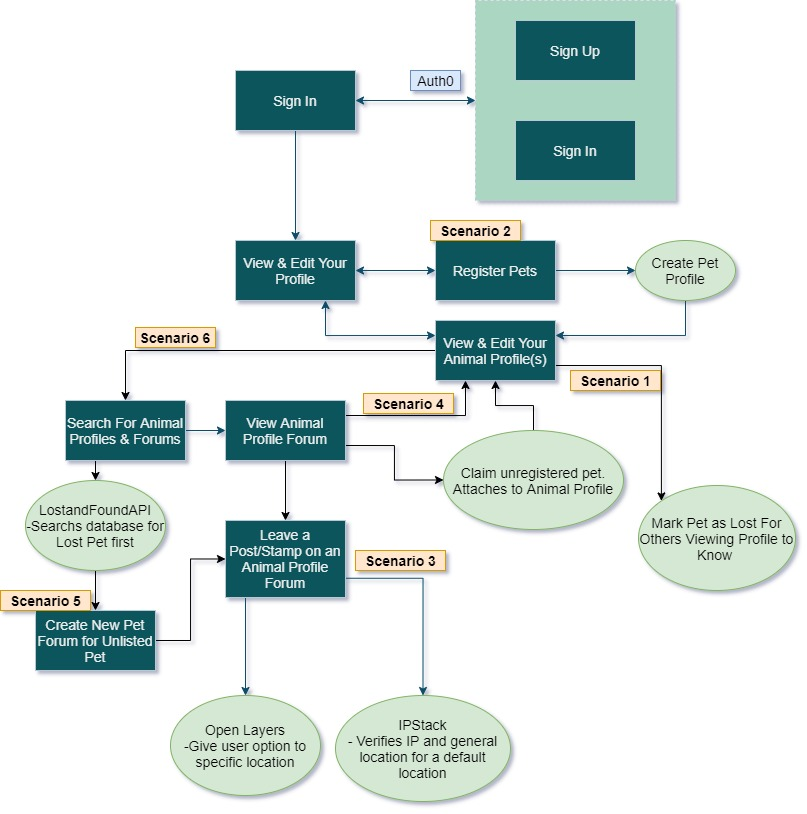 Sign Up
Auth0
Sign In
Sign In
Scenario 2
View & Edit Your
Profile
Register Pets
Create Pet
Profile
Scenario 6
View & Edit Your
Animal Profile(s)
Scenario 1
Scenario 4
Search For Animal
Profiles & Forums
View Animal
Profile Forum
Claim unregistered pet.
Attaches to Animal Profile
LostandFoundAPI
-Searchs database for
Lost Pet first
Mark Pet as Lost For
Others Viewing Profile to
Know
Leave a
Post/Stamp on an
Animal Profile
Forum
Scenario 3
Scenario 5
Create New Pet
Forum for Unlisted
Pet
Open Layers
-Give user option to
specific location
IPStack
- Verifies IP and general
location for a default
location